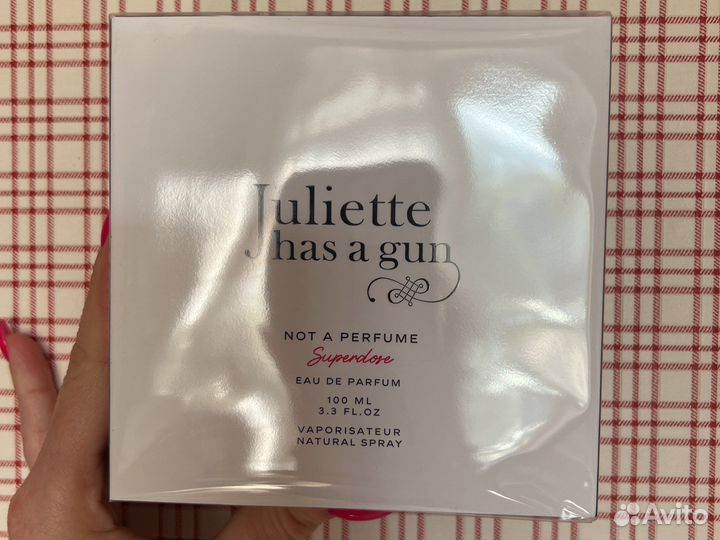 Juliette
has a gun
NOT A PERFUME
Superdose
EAU DE PARFUM
100 ML
3.3 FL.OZ
VAPORISATEUR
NATURAL SPRAY
Avito